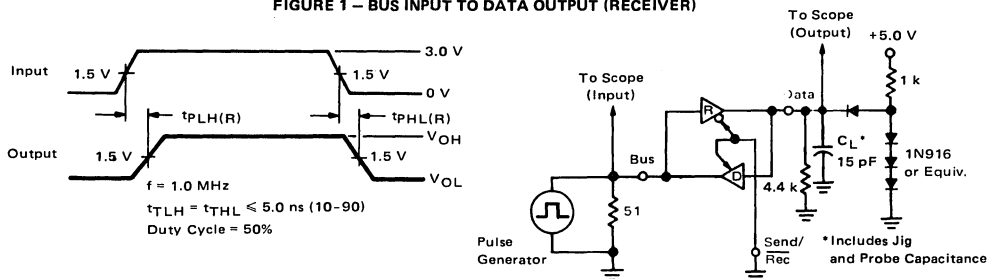 FIGURE 1 – BUS INPUT TO DATA OUTPUT (RECEIVER)
Input
1.5 V
3.0 V
0 V
tPLH(R)
tPHL(R)
Output
1.5 V
1.5 V
VOH
VOL
f = 1.0 MHz
tTLH = tTHL ≤ 5.0 ns (10-90)
Duty Cycle = 50%
To Scope
(Input)
To Scope
(Output)
+5.0 V
1 k
R
Data
Bus
D
CL*
15 pF
1N916
or Equiv.
4.4 k
51
Pulse
Generator
Send/
Rec
*Includes Jig
and Probe Capacitance